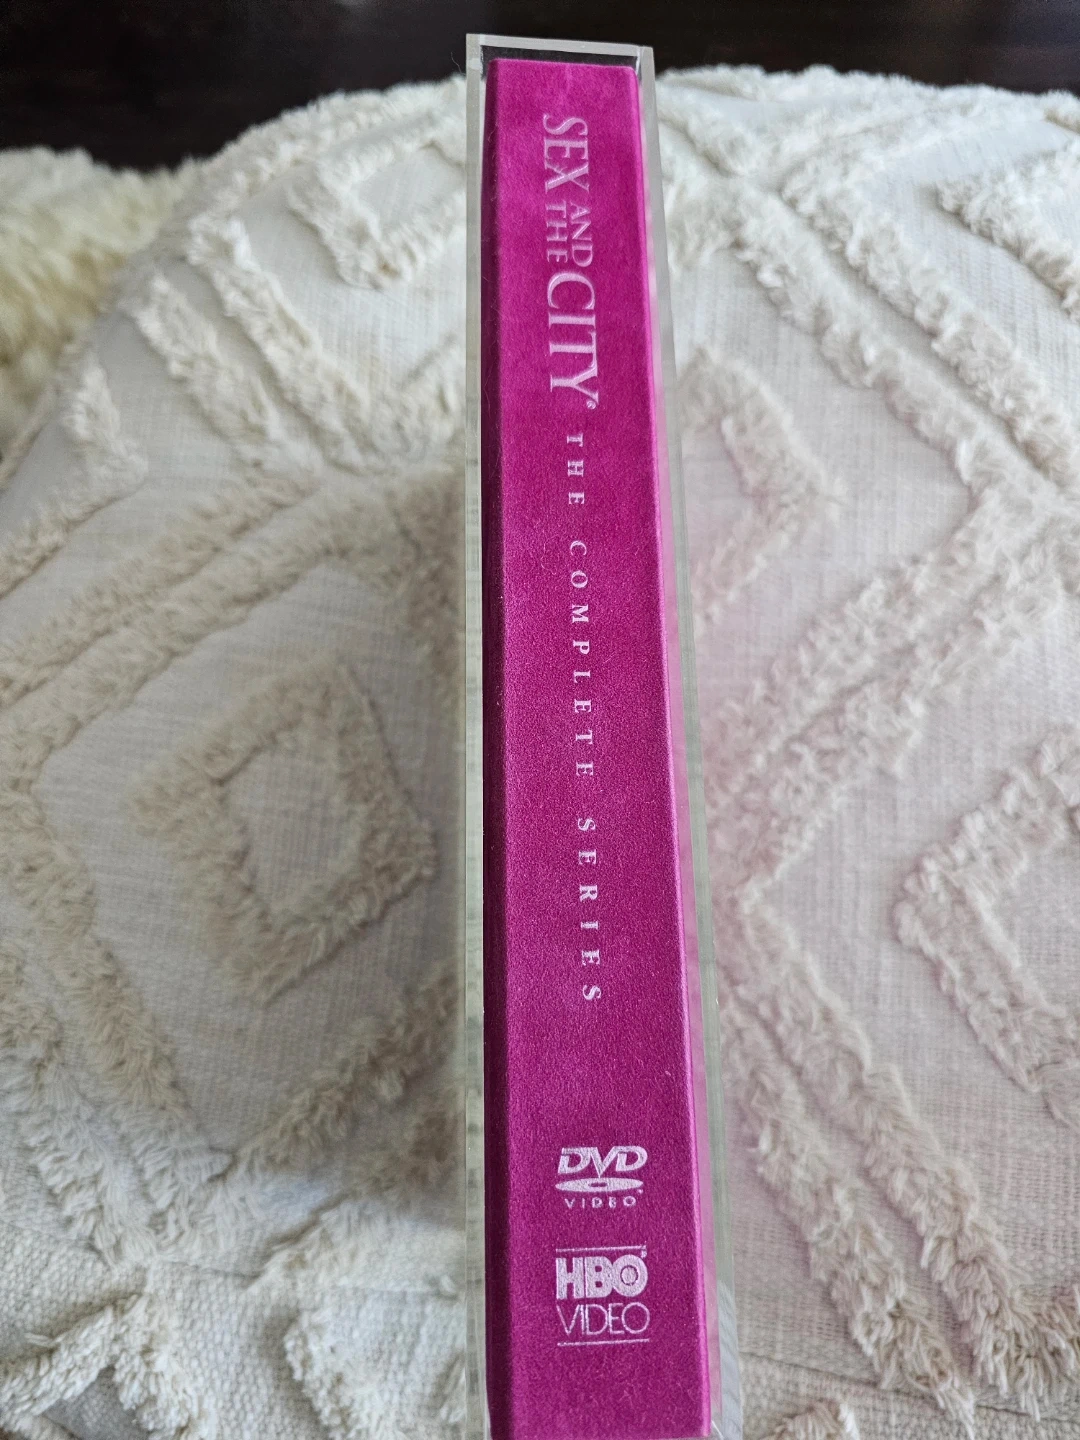 SEX AND THE CITY® THE COMPLETE SERIES
DVD
VIDEO
HBO®
VIDEO